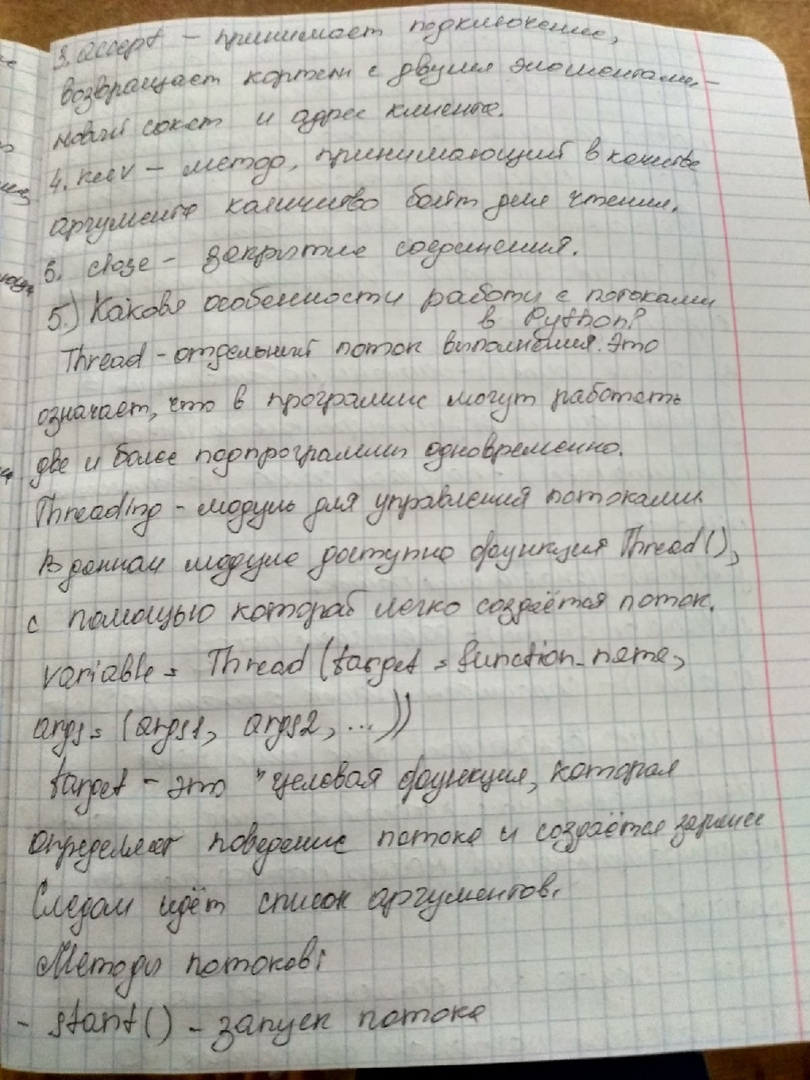 3. accept – принимает подключение,
возвращает кортеж с двумя элементами –
новый сокет и адрес клиента.
4. recv – метод, принимающий в качестве
аргумента количество байт для чтения.
5. close – закрытие соединения.
5.) Каковы особенности работы с потоками
в Python?
Thread – отдельный поток выполнения. Это
означает, что в программе могут работать
две и более подпрограммы одновременно.
Threading – модуль для управления потоками.
В данном модуле доступна функция Thread(),
с помощью которой легко создаётся поток.
variable = Thread (target = function_name,
args = (args1, args2, ...))
target – это "целовая функция, которая
определяет поведение потока и создаётся заранее
Следом идёт список аргументов.
Методы потоков:
- start() – запуск потока